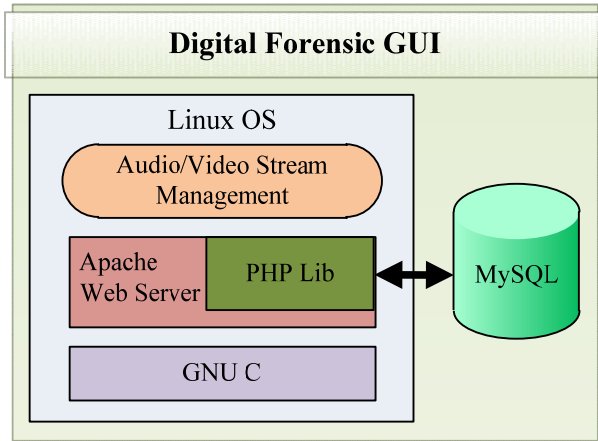 Digital Forensic GUI
Linux OS
Audio/Video Stream
Management
Apache
Web Server
PHP Lib
MySQL
GNU C